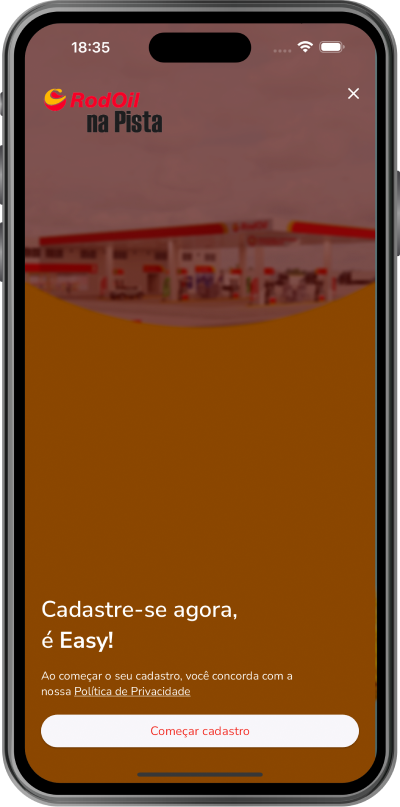 18:35
RodOil
na Pista
Cadastre-se agora,
é Easy!
Ao começar o seu cadastro, você concorda com a
nossa Política de Privacidade
Começar cadastro